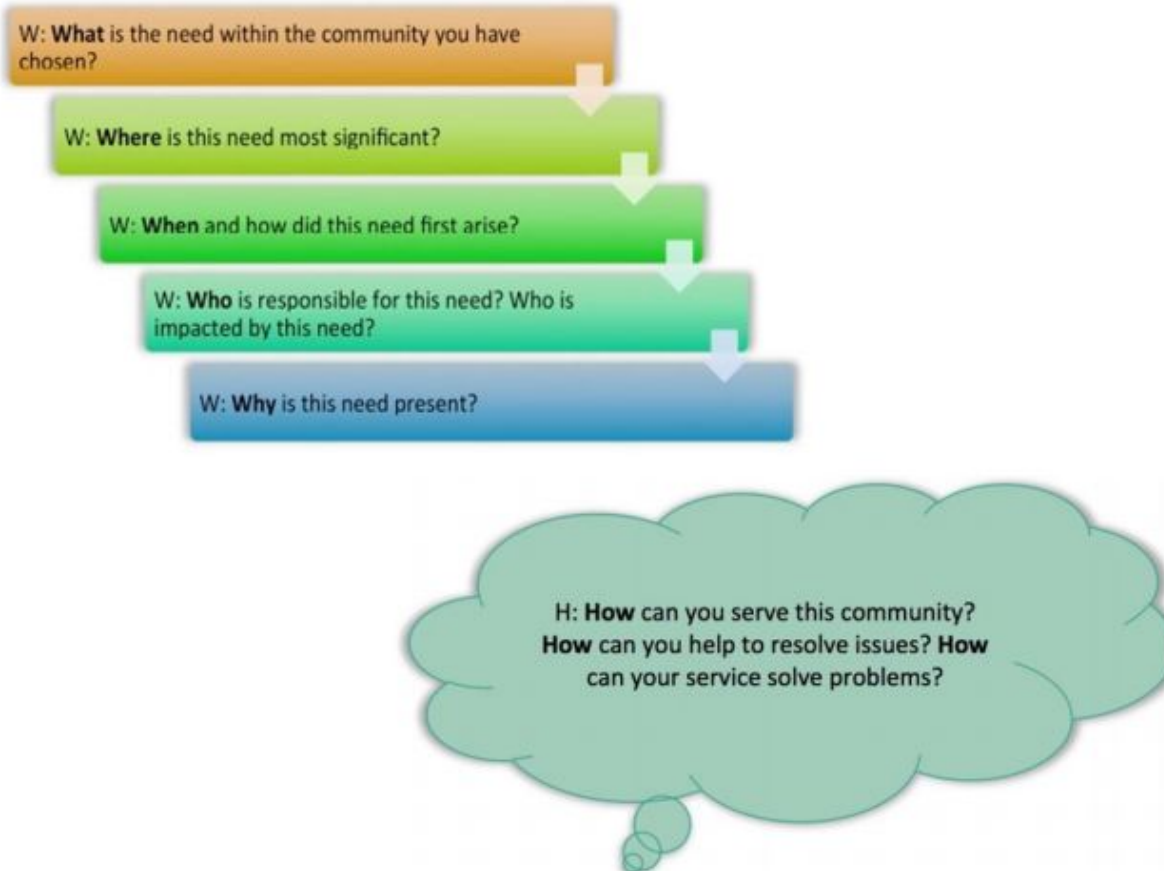 W: What is the need within the community you have
chosen?
W: Where is this need most significant?
W: When and how did this need first arise?
W: Who is responsible for this need? Who is
impacted by this need?
W: Why is this need present?
H: How can you serve this community?
How can you help to resolve issues? How
can your service solve problems?